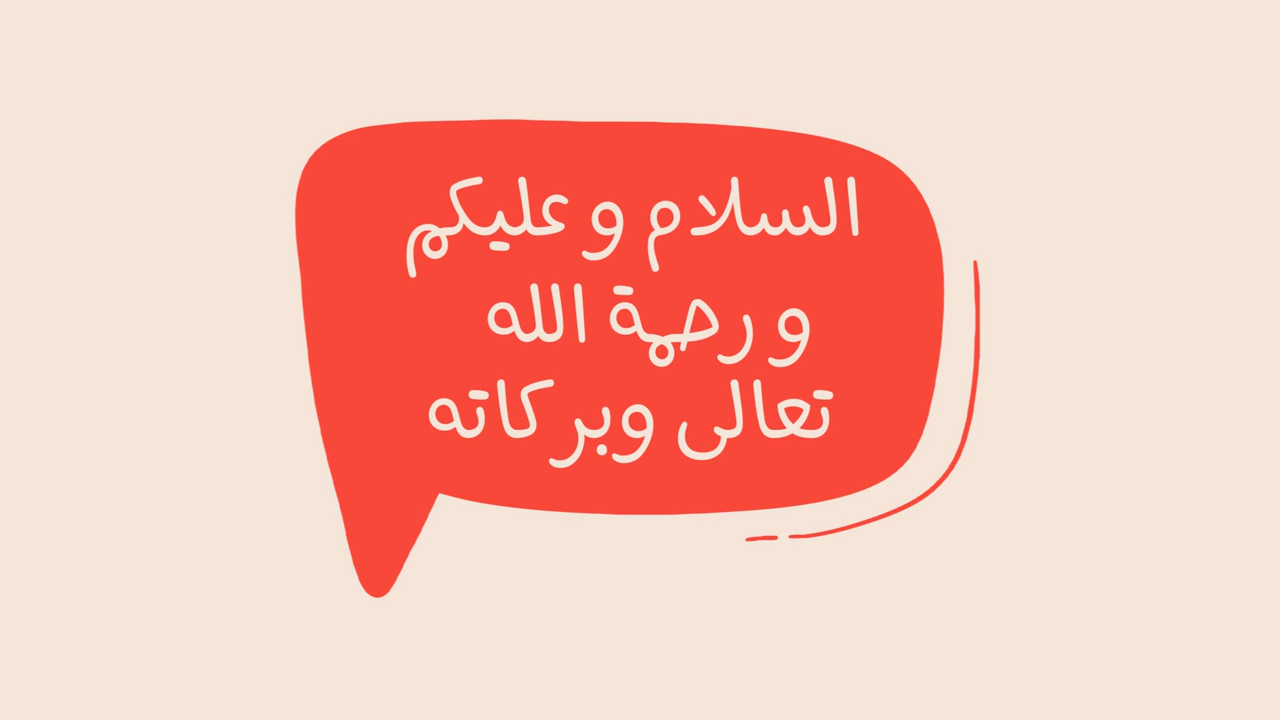 السلام و عليكم
و رحمة الله
تعالى وبركاته